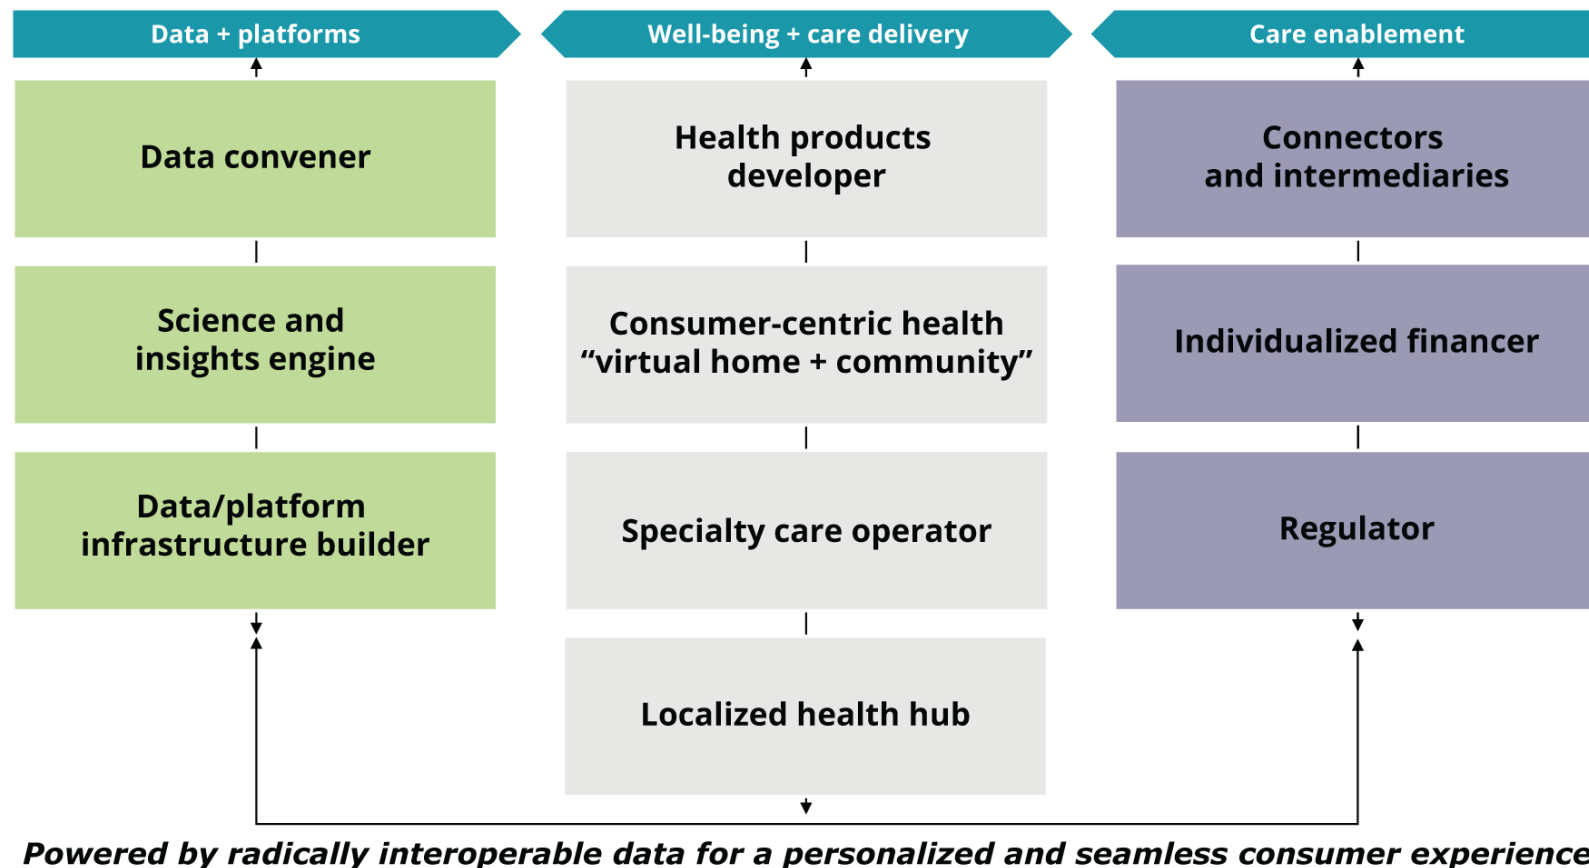 Data + platforms
Well-being + care delivery
Care enablement
Data convener
Science and
insights engine
Data/platform
infrastructure builder
Health products
developer
Consumer-centric health
“virtual home + community”
Specialty care operator
Localized health hub
Connectors
and intermediaries
Individualized financer
Regulator
Powered by radically interoperable data for a personalized and seamless consumer experience